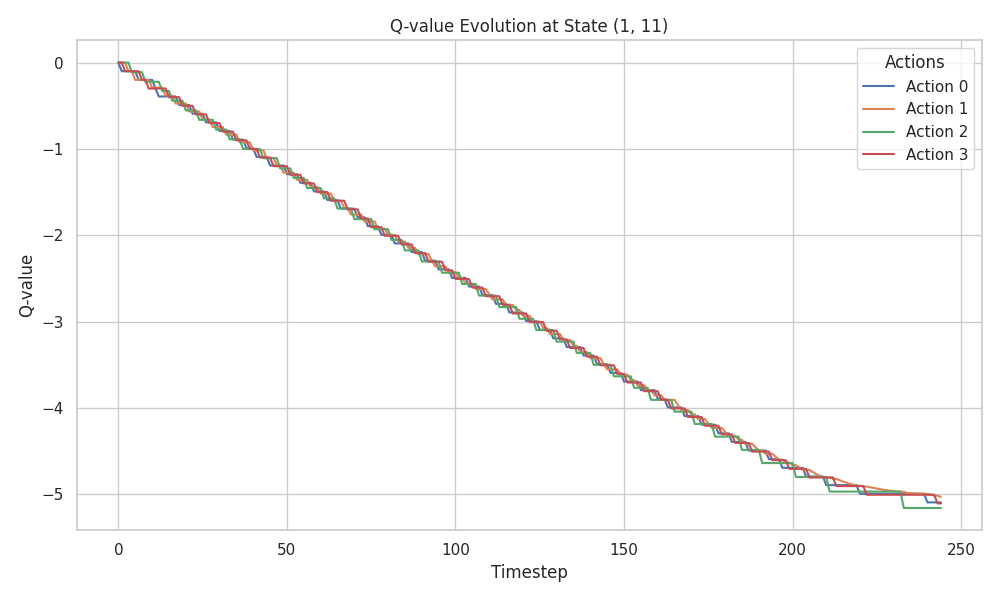 Q-value Evolution at State (1, 11)
Actions
Action 0
Action 1
Action 2
Action 3
Q-value
0
−1
−2
−3
−4
−5
0
50
100
150
200
250
Timestep